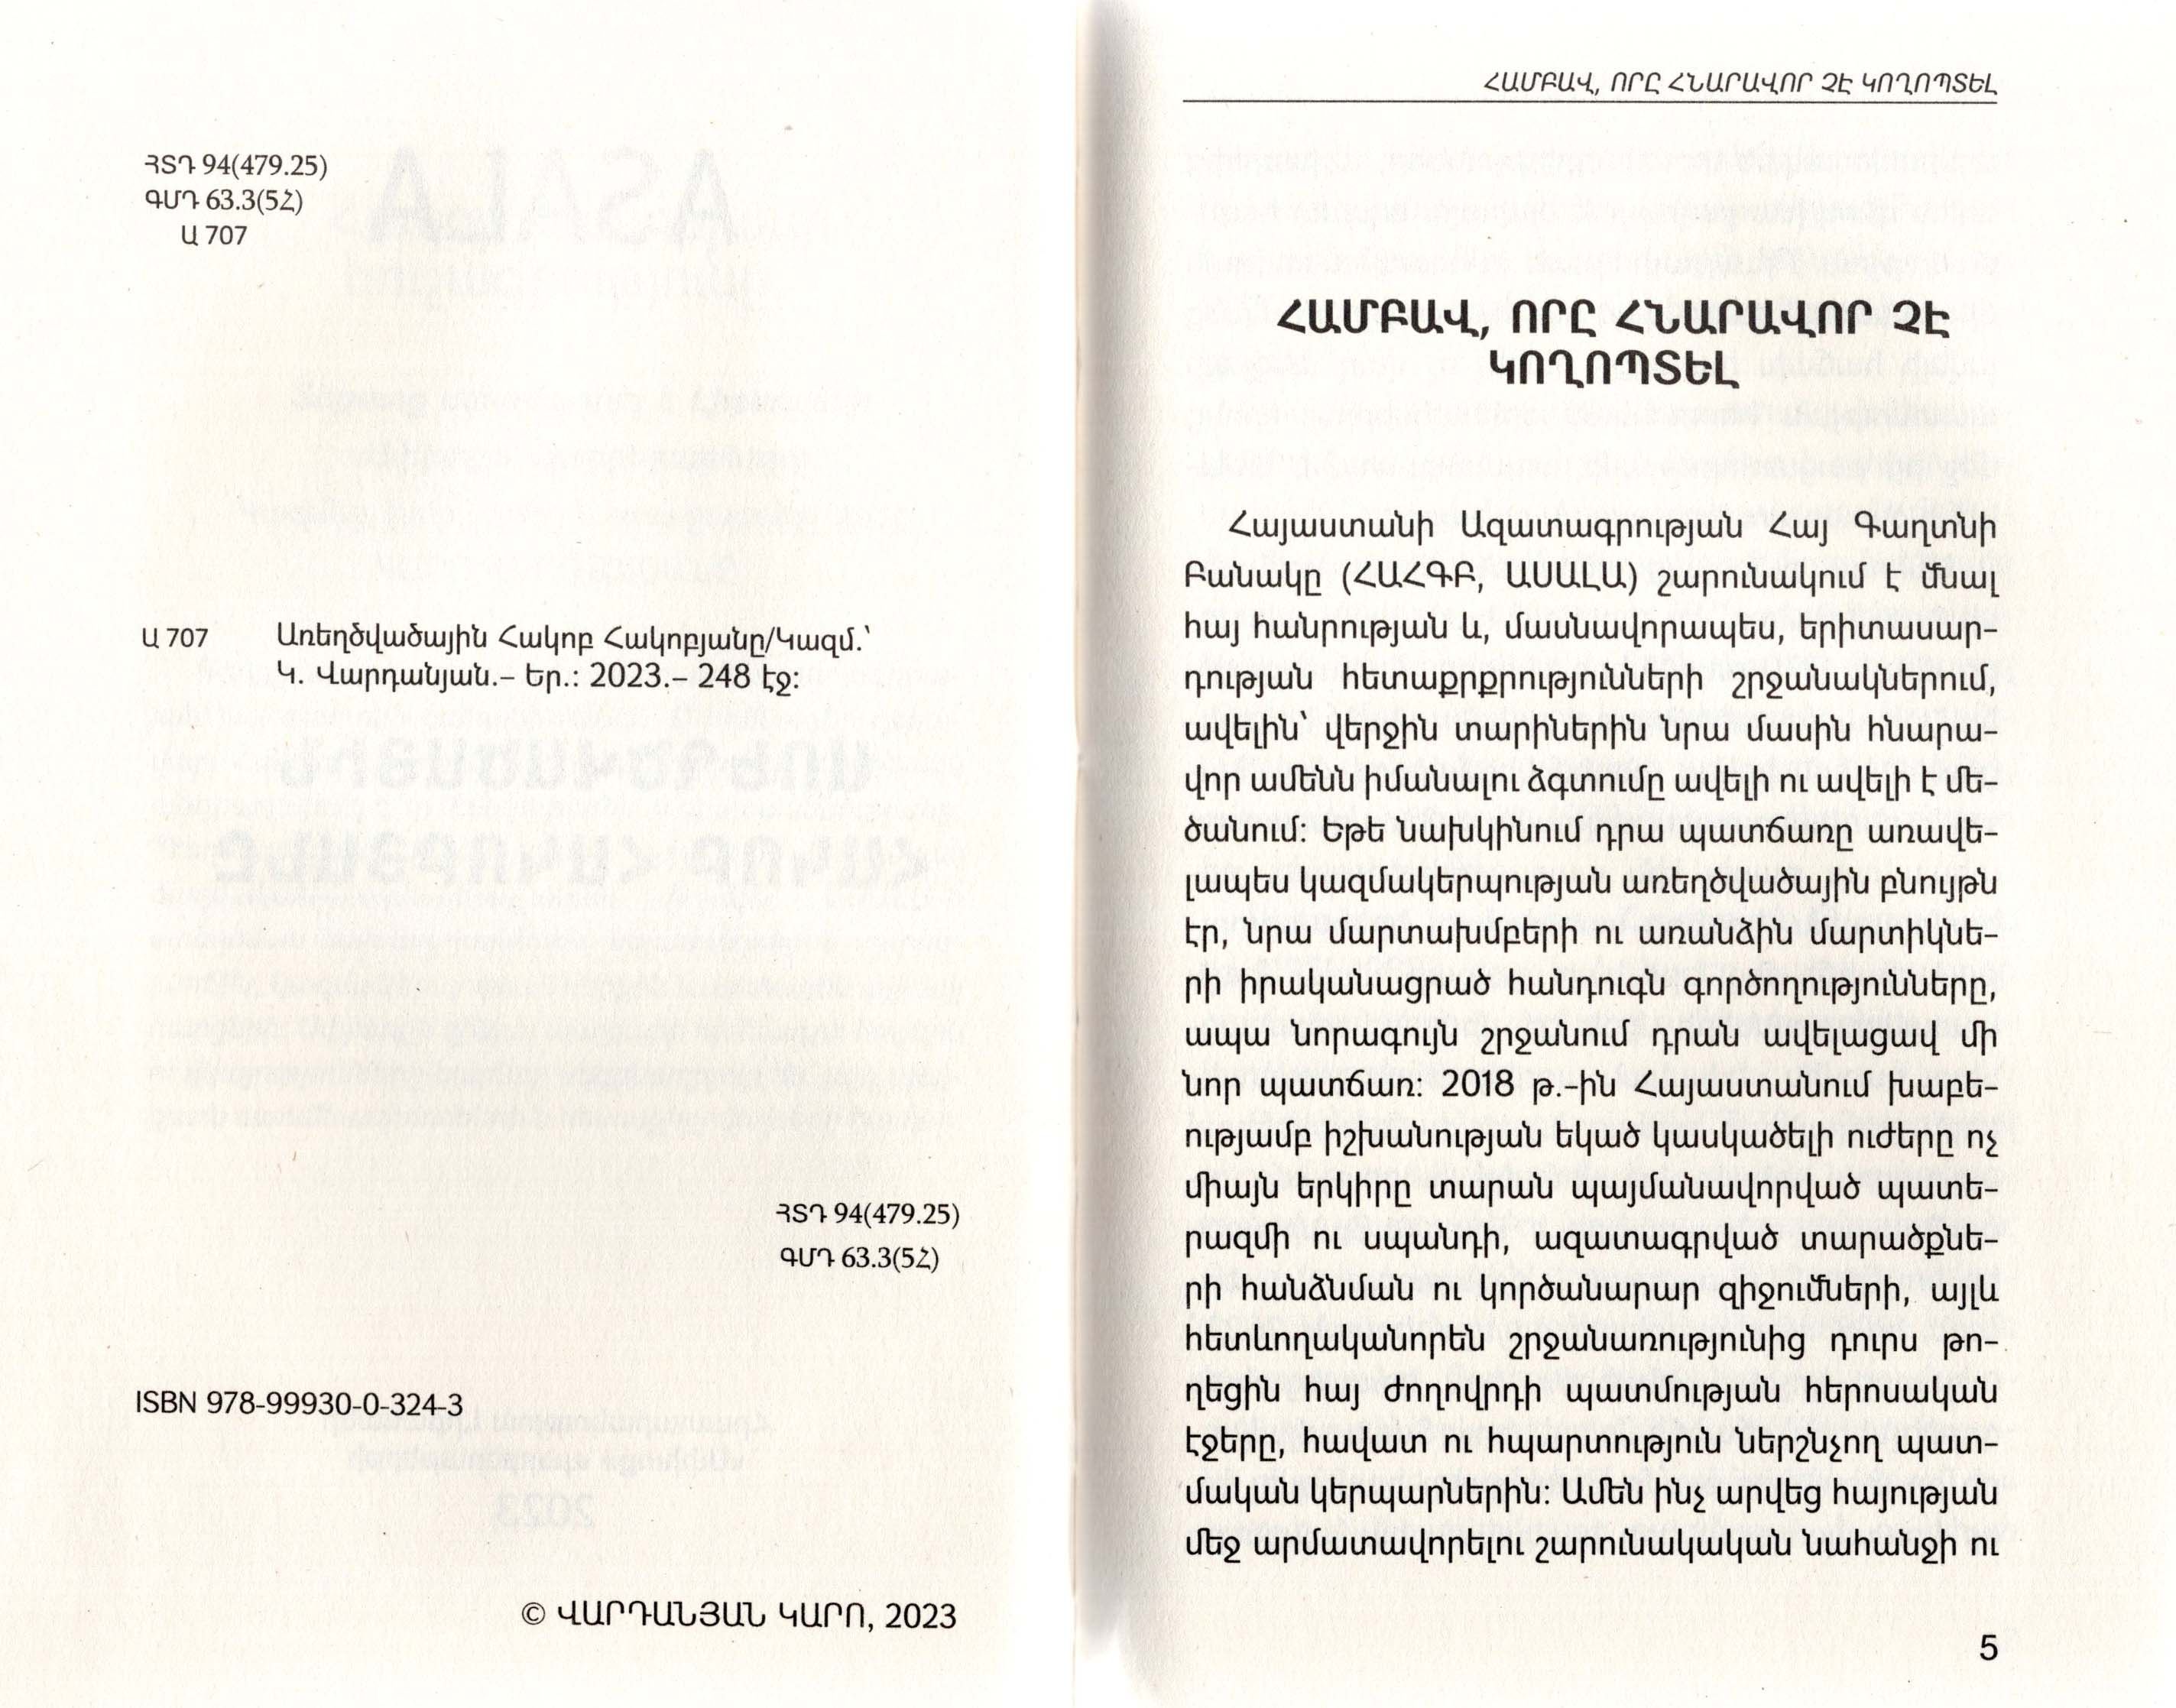 ՀՏԴ 94(479.25)
ԳՄԴ 63.3(5Հ)
Ա 707
Ա 707 Առեղծվածային Հակոբ Հակոբյանը/Կազմ.՝
Կ. Վարդանյան.– Եր.: 2023.– 248 էջ:
ՀՏԴ 94(479.25)
ԳՄԴ 63.3(5Հ)
ISBN 978-99930-0-324-3
© ՎԱՐԴԱՆՅԱՆ ԿԱՐՈ, 2023
ՀԱՄԲԱՎ, ՈՐԸ ՀՆԱՐԱՎՈՐ ՉԷ ԿՈՂՈՊՏԵԼ
ՀԱՄԲԱՎ, ՈՐԸ ՀՆԱՐԱՎՈՐ ՉԷ
ԿՈՂՈՊՏԵԼ
Հայաստանի Ազատագրության Հայ Գաղտնի
Բանակը (ՀԱՀԳԲ, ԱՍԱԼԱ) շարունակում է մնալ
հայ հանրության և, մասնավորապես, երիտասար–
դության հետաքրքրությունների շրջանակներում,
ավելին՝ վերջին տարիներին նրա մասին հնարա–
վոր ամենն իմանալու ձգտումը ավելի ու ավելի է մե–
ծանում: Եթե նախկինում դրա պատճառը առավե–
լապես կազմակերպության առեղծվածային բնույթն
էր, նրա մարտախմբերի ու առանձին մարտիկնե–
րի իրականացրած հանդուգն գործողությունները,
ապա նորագույն շրջանում դրան ավելացավ մի
նոր պատճառ: 2018 թ.–ին Հայաստանում խաբե–
ությամբ իշխանության եկած կասկածելի ուժերը ոչ
միայն երկիրը տարան պայմանավորված պատե–
րազմի ու սպանդի, ազատագրված տարածքնե–
րի հանձնման ու կործանարար զիջումների, այլև
հետևողականորեն շրջանառությունից դուրս թո–
ղեցին հայ ժողովրդի պատմության հերոսական
էջերը, հավատ ու հպարտություն ներշնչող պատ–
մական կերպարներին: Ամեն ինչ արվեց հայության
մեջ արմատավորելու շարունակական նահանջի ու
5